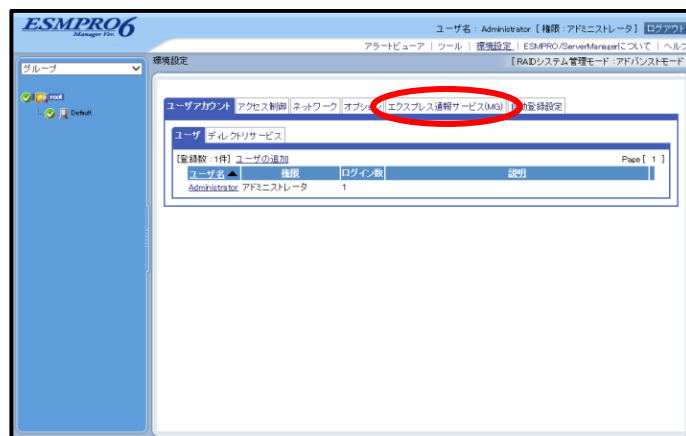 ESMPRO6
Manager Ver.
ユーザ名 : Administrator [ 権限 : アドミニストレータ ] ログアウト
アラートビューア | ツール | 環境設定 | ESMPRO/ServerManagerについて | ヘルプ
グループ
環境設定
[ RAIDシステム管理モード : アドバンストモード
root
Default
ユーザアカウント アクセス制御 ネットワーク オプション エクスプレス通報サービス(MG) 自動登録設定
ユーザ ディレクトリサービス
[登録数 : 1件] ユーザの追加 Page [ 1 ]
ユーザ名▲ 権限 ログイン数 説明
Administrator アドミニストレータ 1